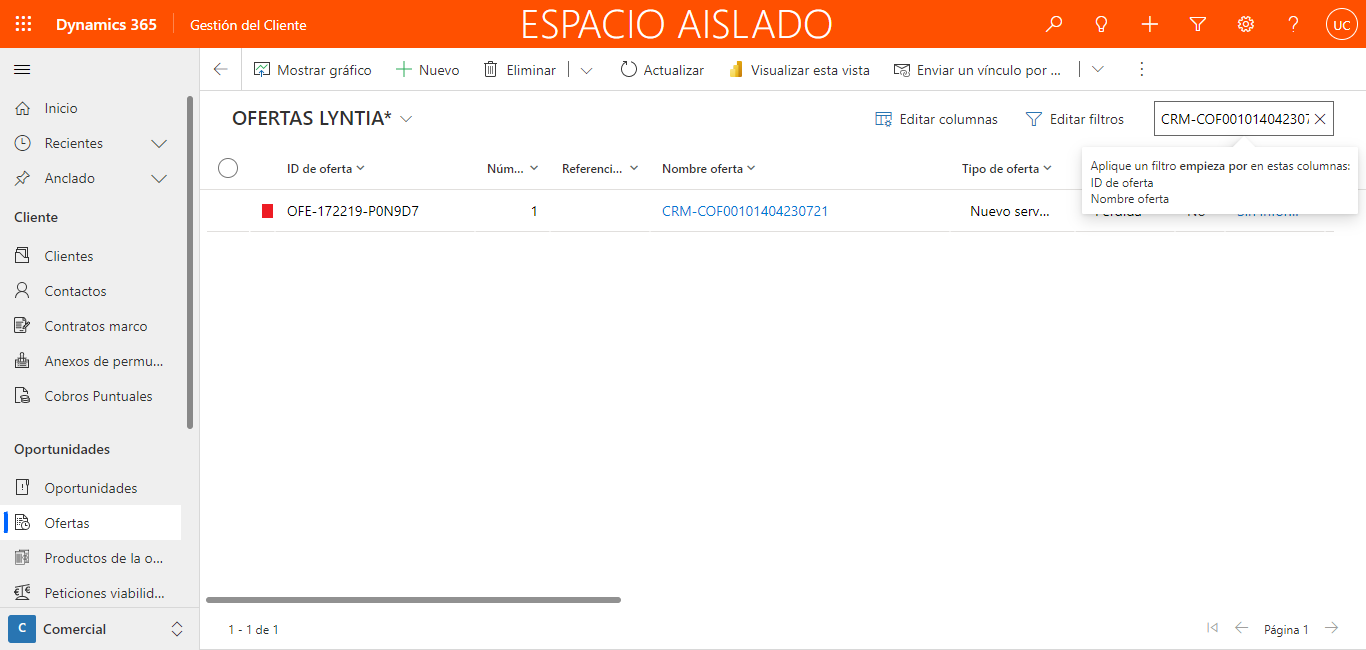 Dynamics 365
Gestión del Cliente
ESPACIO AISLADO
UC
Mostrar gráfico
Nuevo
Eliminar
Actualizar
Visualizar esta vista
Enviar un vínculo por ...
Inicio
Recientes
Anclado
Cliente
Clientes
Contactos
Contratos marco
Anexos de permu...
Cobros Puntuales
Oportunidades
Oportunidades
Ofertas
Productos de la o...
Peticiones viabilid...
C
Comercial
OFERTAS LYNTIA*
Editar columnas
Editar filtros
CRM-COF00101404230
Aplique un filtro empieza por en estas columnas:
ID de oferta
Nombre oferta
ID de oferta
Núm...
Referenci...
Nombre oferta
Tipo de oferta
OFE-172219-P0N9D7
1
CRM-COF00101404230721
Nuevo serv...
1 - 1 de 1
Página 1